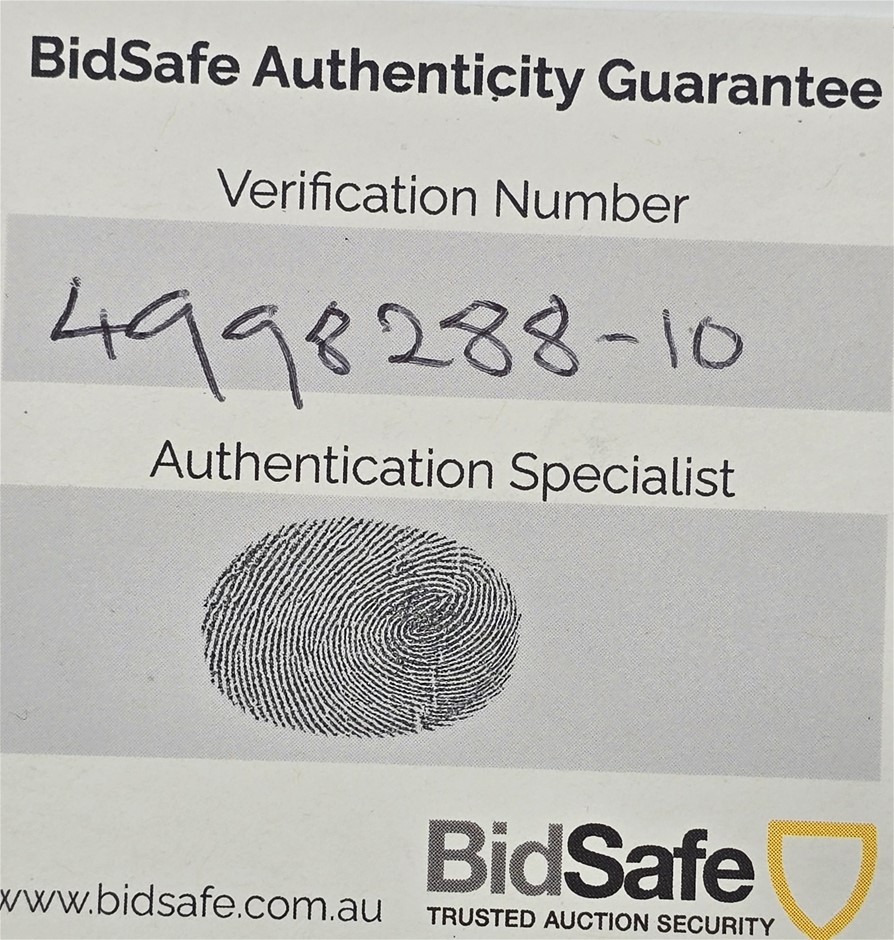 BidSafe Authenticity Guarantee
Verification Number
4998288-10
Authentication Specialist
BidSafe
TRUSTED AUCTION SECURITY
www.bidsafe.com.au